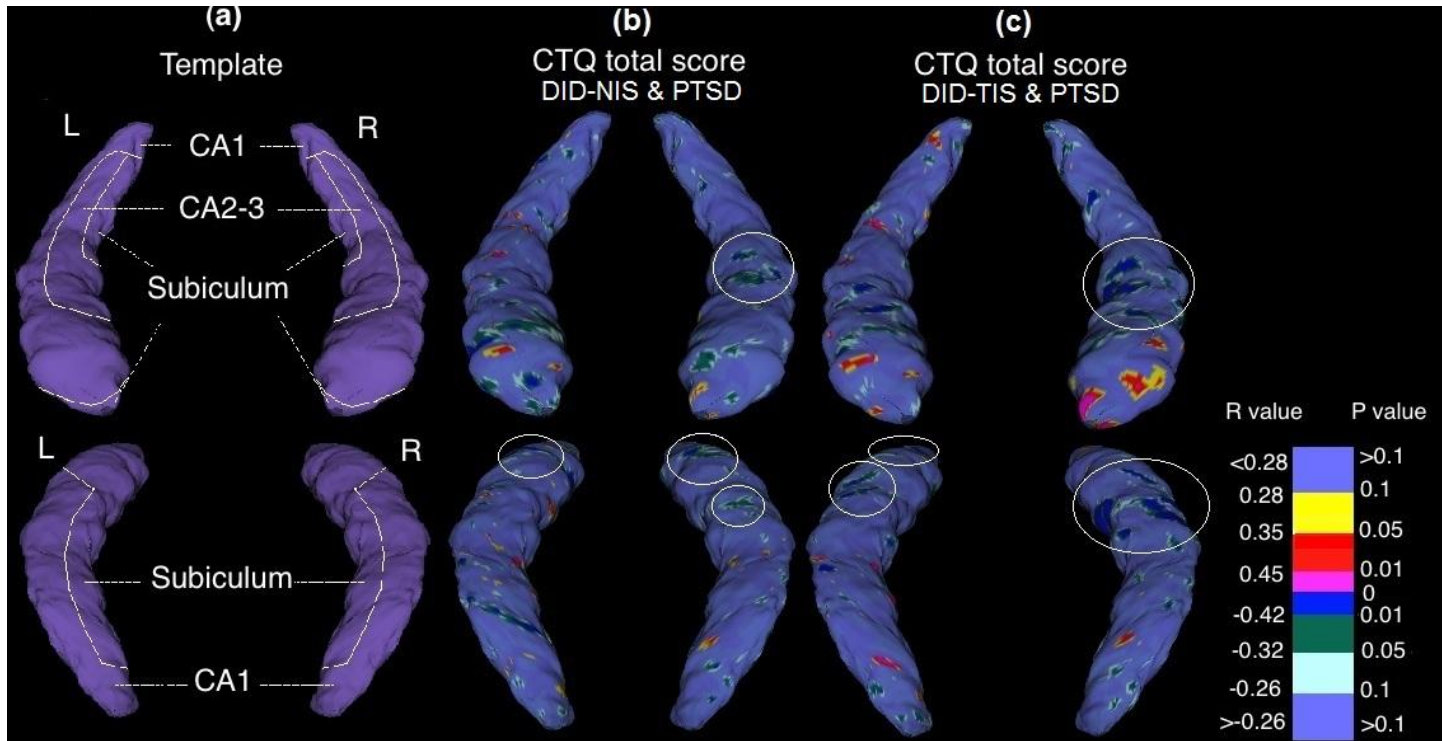 (a)
Template
L
R
CA1
CA2-3
Subiculum
L
R
Subiculum
CA1
(b)
CTQ total score
DID-NIS & PTSD
(c)
CTQ total score
DID-TIS & PTSD
R value P value
<0.28 >0.1
0.28 0.1
0.35 0.05
0.45 0.01
0
-0.42 0.01
-0.32 0.05
-0.26 0.1
>-0.26 >0.1